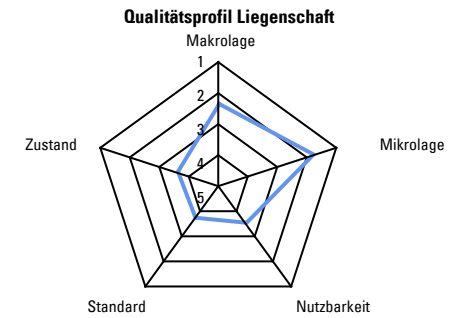 Qualitätsprofil Liegenschaft
Makrolage
1
2
3
4
5
Zustand
Mikrolage
Standard
Nutzbarkeit